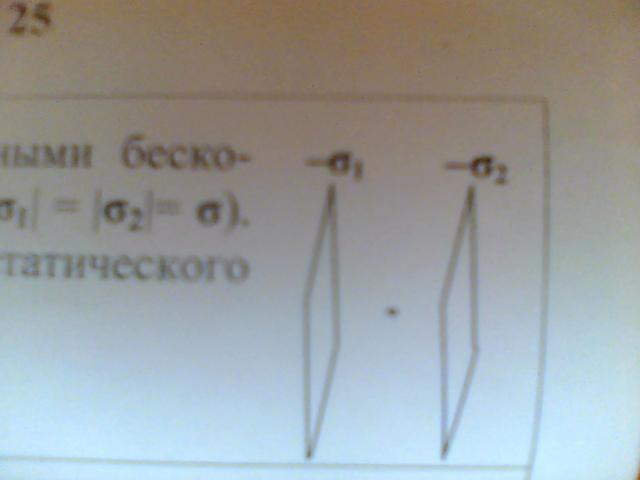 25
ными беско-
σ₁| = |σ₂|= σ).
татического
–σ₁
–σ₂